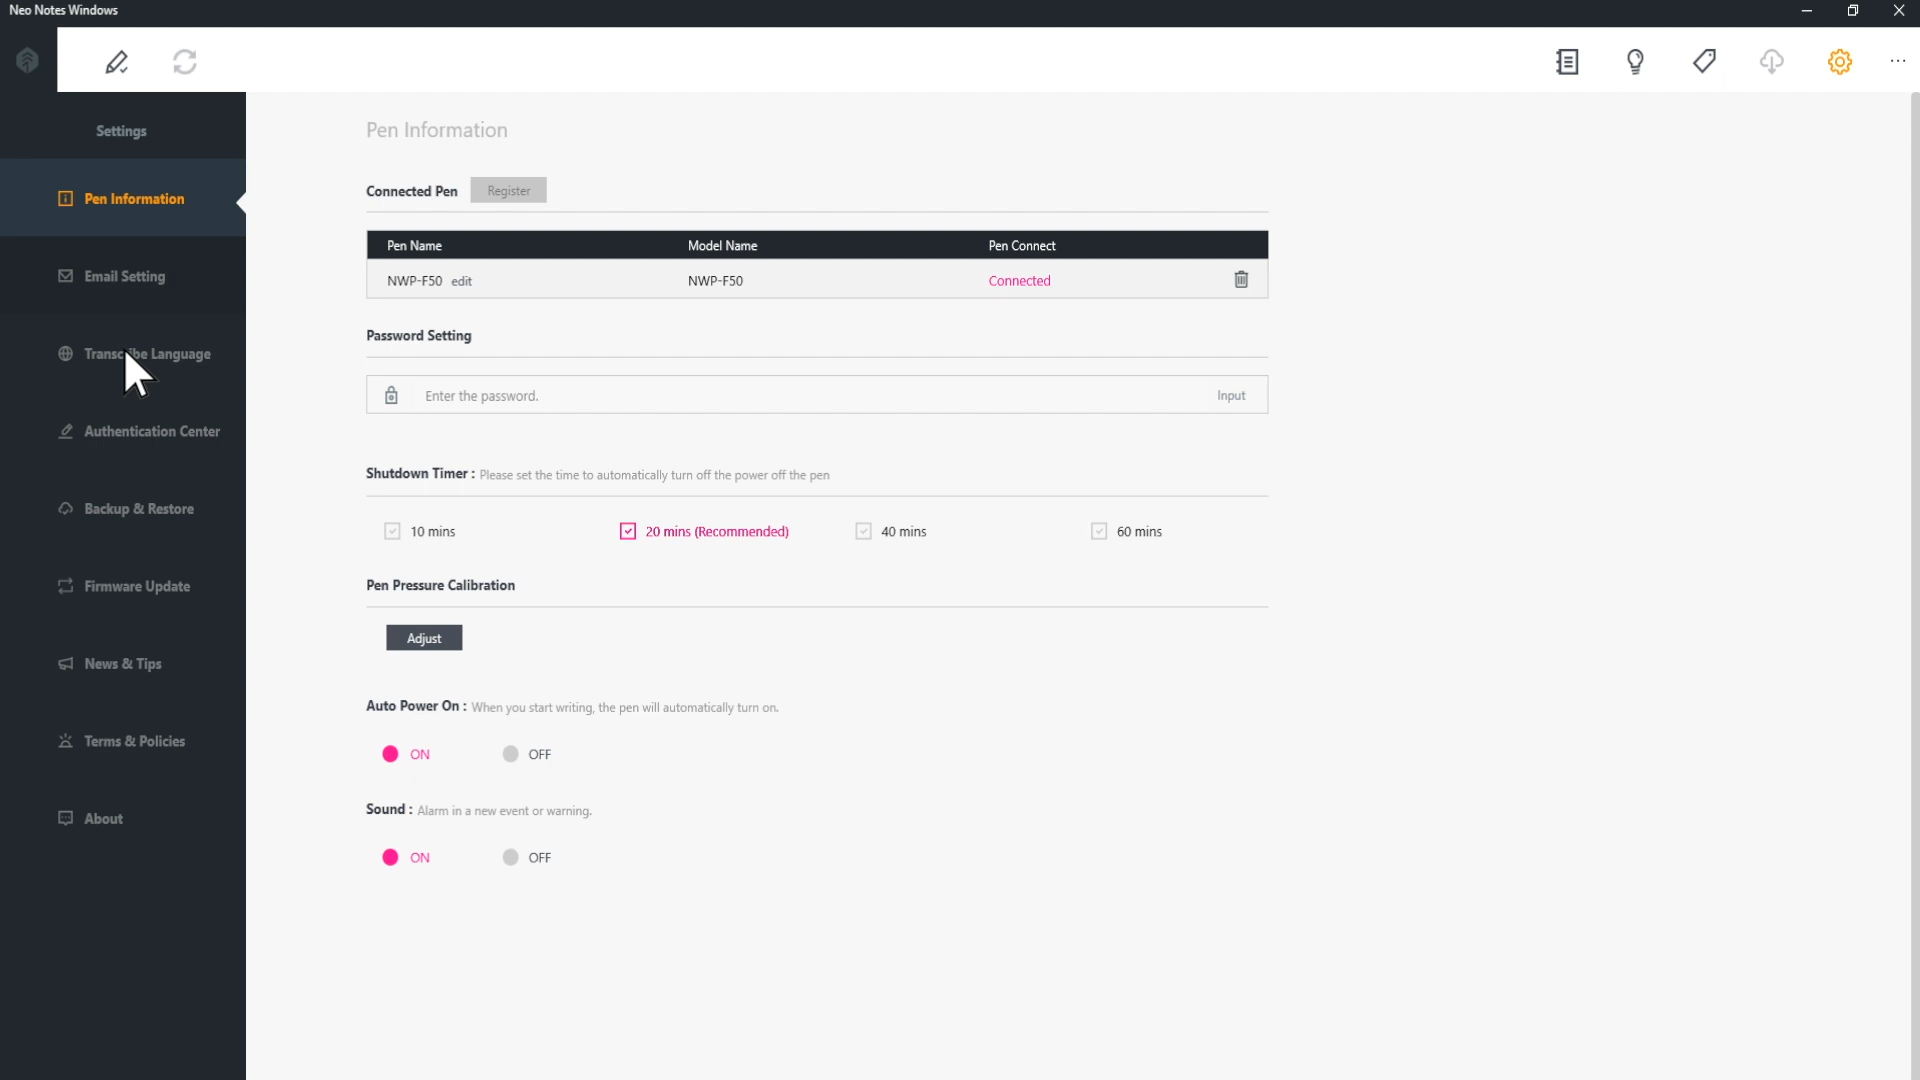 Neo Notes Windows
Settings
Pen Information
Email Setting
Transcribe Language
Authentication Center
Backup & Restore
Firmware Update
News & Tips
Terms & Policies
About
Pen Information
Connected Pen Register
Pen Name Model Name Pen Connect
NWP-F50 edit NWP-F50 Connected
Password Setting
Enter the password. Input
Shutdown Timer : Please set the time to automatically turn off the power off the pen
10 mins 20 mins (Recommended) 40 mins 60 mins
Pen Pressure Calibration
Adjust
Auto Power On : When you start writing, the pen will automatically turn on.
ON OFF
Sound : Alarm in a new event or warning.
ON OFF